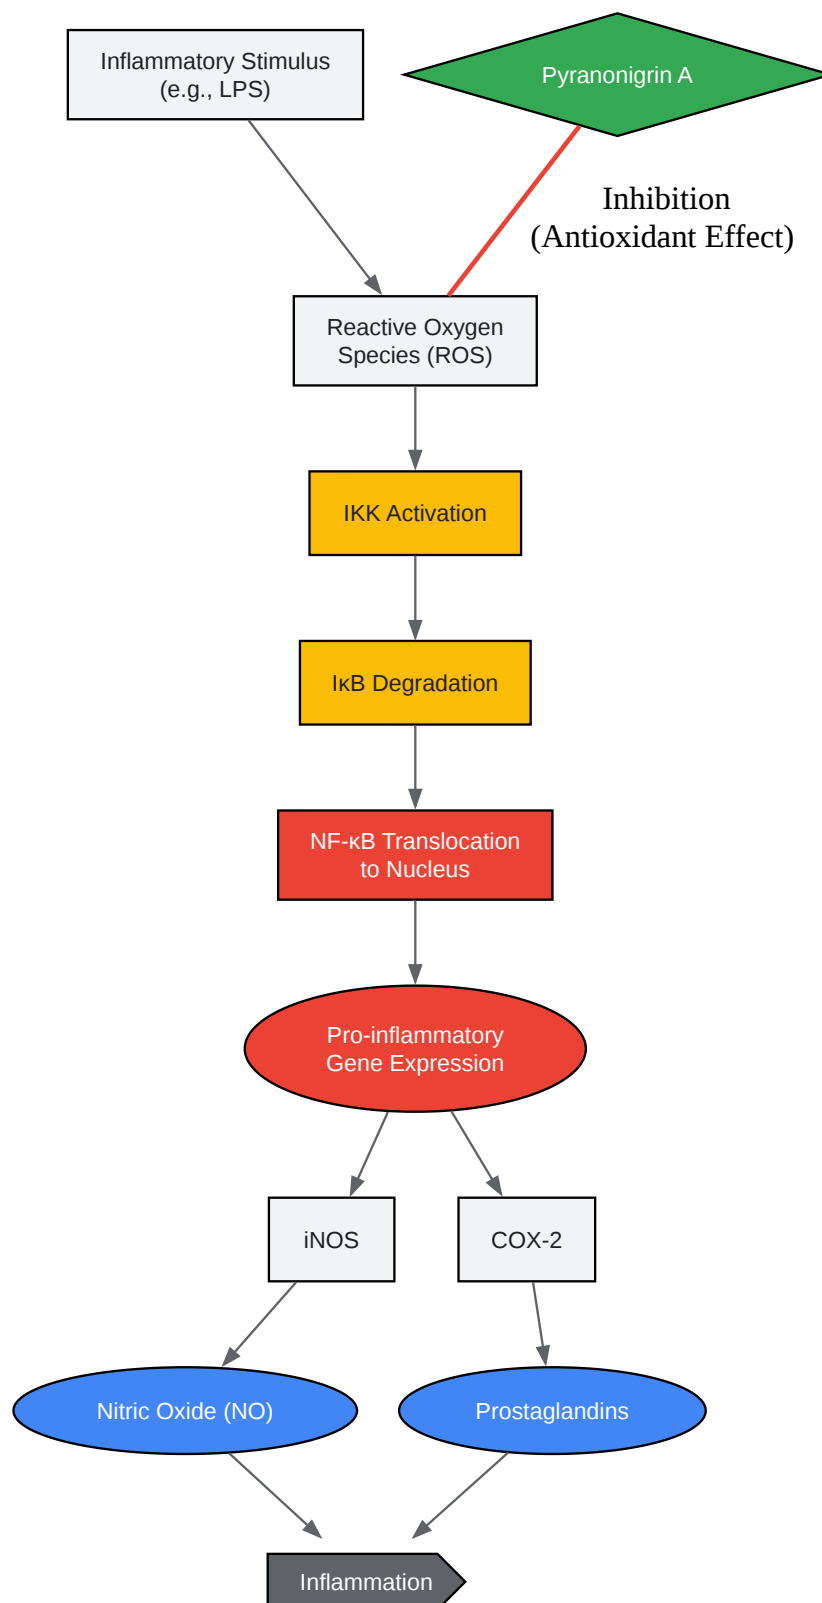 Inflammatory Stimulus
(e.g., LPS)
Pyranonigrin A
Inhibition
(Antioxidant Effect)
Reactive Oxygen
Species (ROS)
IKK Activation
IκB Degradation
NF-κB Translocation
to Nucleus
Pro-inflammatory
Gene Expression
iNOS
COX-2
Nitric Oxide (NO)
Prostaglandins
Inflammation